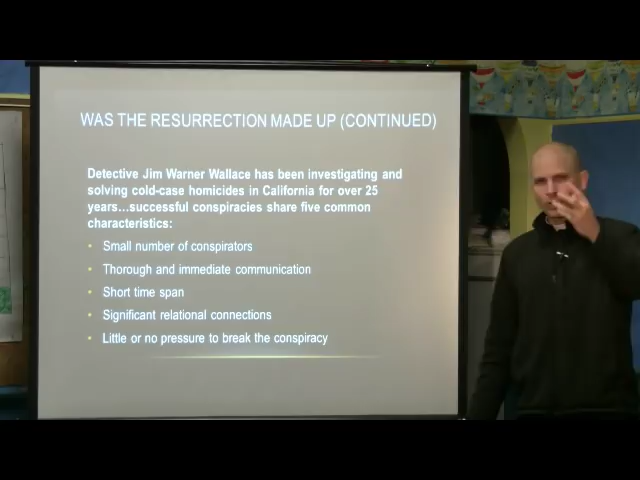 WAS THE RESURRECTION MADE UP (CONTINUED)
Detective Jim Warner Wallace has been investigating and
solving cold-case homicides in California for over 25
years…successful conspiracies share five common
characteristics:
• Small number of conspirators
• Thorough and immediate communication
• Short time span
• Significant relational connections
• Little or no pressure to break the conspiracy